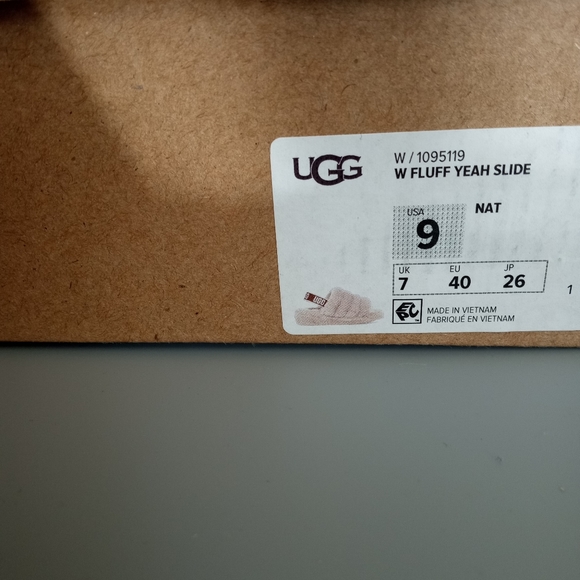 UGG
W / 1095119
W FLUFF YEAH SLIDE
USA
9
NAT
UK
7
EU
40
JP
26
1
MADE IN VIETNAM
FABRIQUÉ EN VIETNAM
UGG